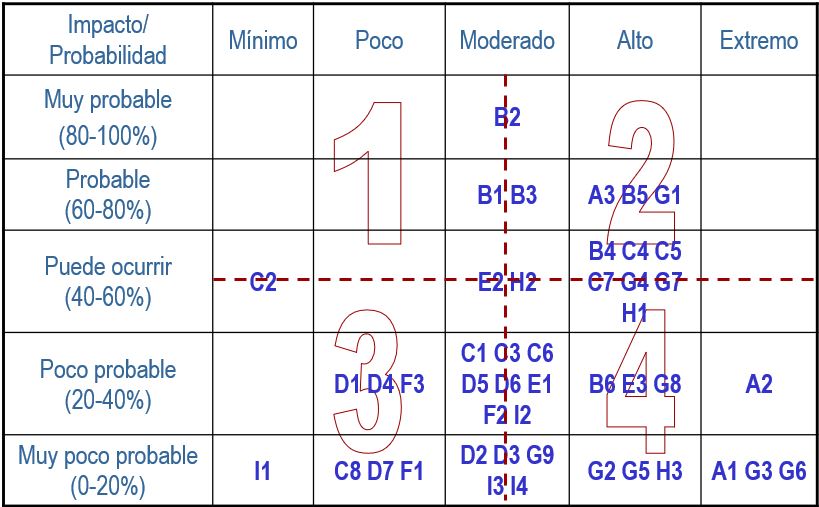 Impacto/
Probabilidad
Mínimo
Poco
Moderado
Alto
Extremo
Muy probable
(80-100%)
B2
Probable
(60-80%)
B1 B3
A3 B5 G1
1
2
Puede ocurrir
(40-60%)
C2
E2 H2
B4 C4 C5
C7 G4 G7
H1
Poco probable
(20-40%)
D1 D4 F3
C1 C3 C6
D5 D6 E1
F2 I2
B6 E3 G8
A2
3
4
Muy poco probable
(0-20%)
I1
C8 D7 F1
D2 D3 G9
I3 I4
G2 G5 H3
A1 G3 G6